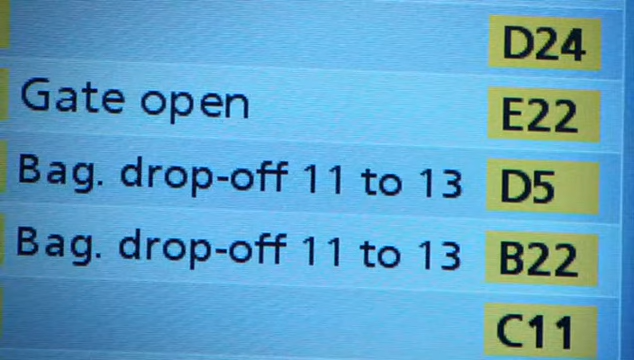 D24
Gate open E22
Bag. drop-off 11 to 13 D5
Bag. drop-off 11 to 13 B22
C11